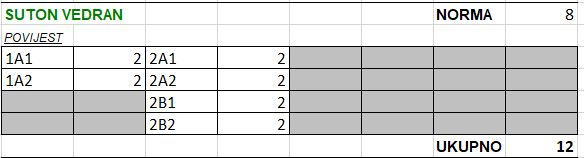 SUTON VEDRAN NORMA 8
POVIJEST
1A1 2 2A1 2
1A2 2 2A2 2
2B1 2
2B2 2
UKUPNO 12